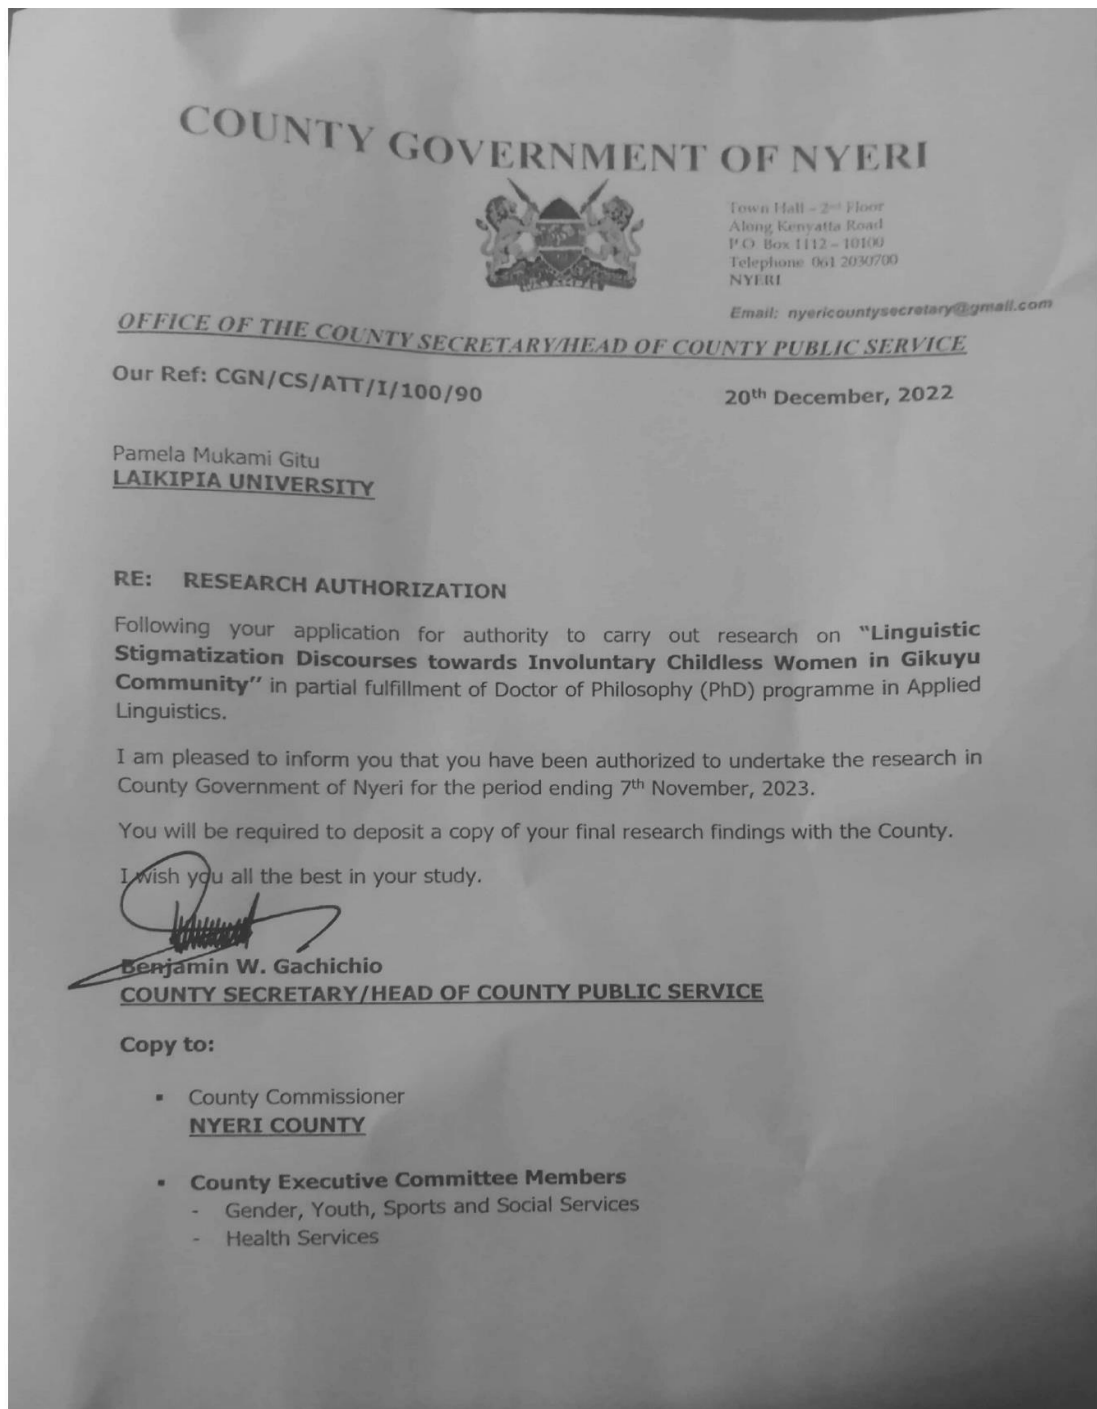 COUNTY GOVERNMENT OF NYERI
Town Hall – 2nd Floor
Along Kenyatta Road
P.O. Box 1112 – 10100
Telephone 061 2030700
NYERI
Email: nyericountysecretary@gmail.com
OFFICE OF THE COUNTY SECRETARY/HEAD OF COUNTY PUBLIC SERVICE
Our Ref: CGN/CS/ATT/I/100/90
20th December, 2022
Pamela Mukami Gitu
LAIKIPIA UNIVERSITY
RE: RESEARCH AUTHORIZATION
Following your application for authority to carry out research on "Linguistic
Stigmatization Discourses towards Involuntary Childless Women in Gikuyu
Community" in partial fulfillment of Doctor of Philosophy (PhD) programme in Applied
Linguistics.
I am pleased to inform you that you have been authorized to undertake the research in
County Government of Nyeri for the period ending 7th November, 2023.
You will be required to deposit a copy of your final research findings with the County.
I wish you all the best in your study.
Benjamin W. Gachichio
COUNTY SECRETARY/HEAD OF COUNTY PUBLIC SERVICE
Copy to:
▪ County Commissioner
NYERI COUNTY
▪ County Executive Committee Members
- Gender, Youth, Sports and Social Services
- Health Services